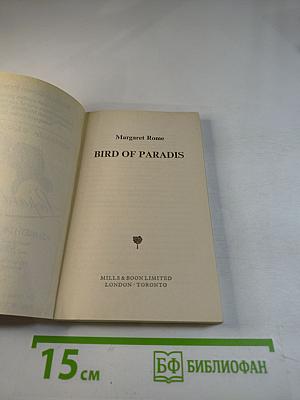 Margaret Rome
BIRD OF PARADIS
MILLS & BOON LIMITED
LONDON · TORONTO
15 см
БФ БИБЛИОФАН